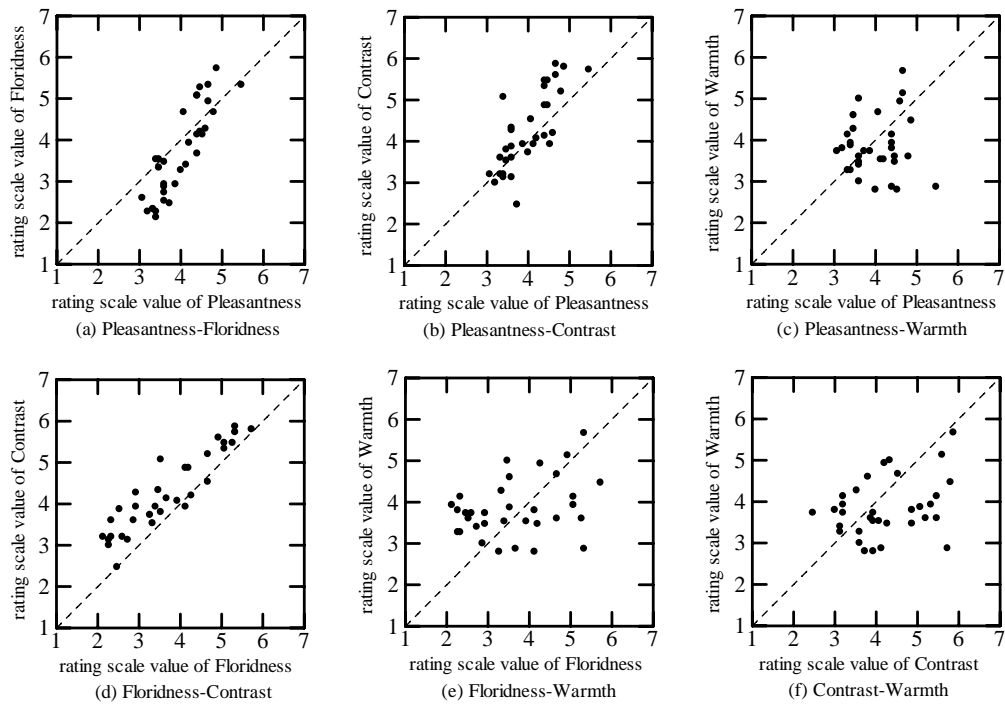 7
6
5
4
3
2
1
rating scale value of Floridness
1 2 3 4 5 6 7
rating scale value of Pleasantness
(a) Pleasantness-Floridness
7
6
5
4
3
2
1
rating scale value of Contrast
1 2 3 4 5 6 7
rating scale value of Pleasantness
(b) Pleasantness-Contrast
7
6
5
4
3
2
1
rating scale value of Warmth
1 2 3 4 5 6 7
rating scale value of Pleasantness
(c) Pleasantness-Warmth
7
6
5
4
3
2
1
rating scale value of Contrast
1 2 3 4 5 6 7
rating scale value of Floridness
(d) Floridness-Contrast
7
6
5
4
3
2
1
rating scale value of Warmth
1 2 3 4 5 6 7
rating scale value of Floridness
(e) Floridness-Warmth
7
6
5
4
3
2
1
rating scale value of Warmth
1 2 3 4 5 6 7
rating scale value of Contrast
(f) Contrast-Warmth